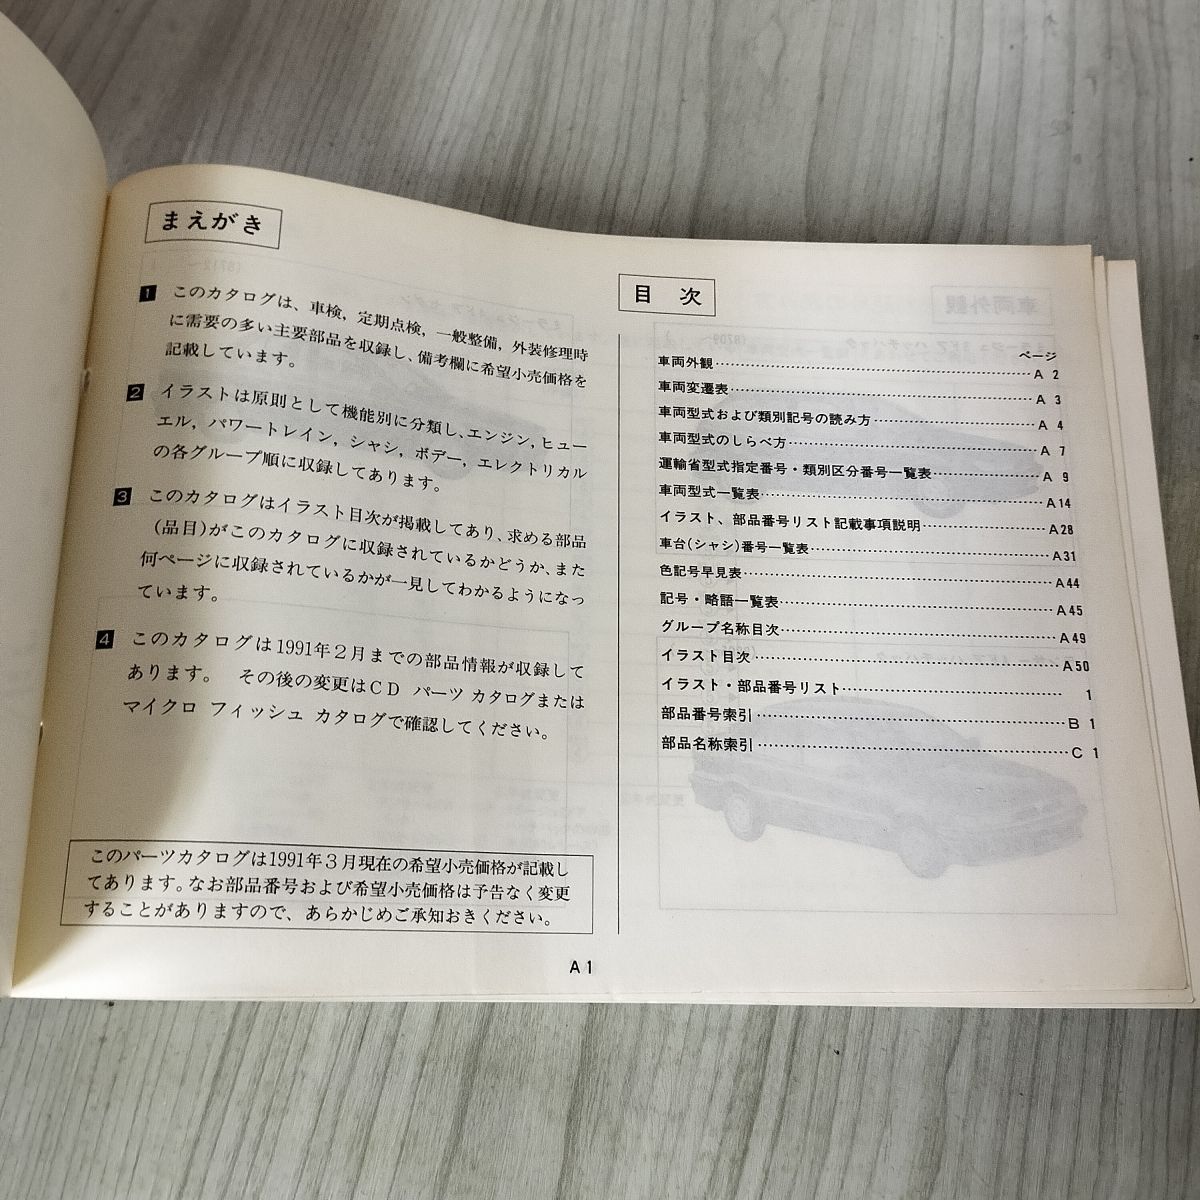 まえがき
1 このカタログは、車検，定期点検，一般整備，外装修理時
に需要の多い主要部品を収録し、備考欄に希望小売価格を
記載しています。
2 イラストは原則として機能別に分類し、エンジン，ヒュー
エル，パワートレイン，シャシ，ボデー，エレクトリカル
の各グループ順に収録してあります。
3 このカタログはイラスト目次が掲載してあり、求める部品
(品目)がこのカタログに収録されているかどうか、また
何ページに収録されているかが一見してわかるようになっ
ています。
4 このカタログは1991年2月までの部品情報が収録して
あります。 その後の変更はCD パーツ カタログまたは
マイクロ フィッシュ カタログで確認してください。
このパーツカタログは1991年3月現在の希望小売価格が記載し
てあります。なお部品番号および希望小売価格は予告なく変更
することがありますので、あらかじめご承知おきください。
目 次
ページ
車両外観 A 2
車両変遷表 A 3
車両型式および類別記号の読み方 A 4
車両型式のしらべ方 A 7
運輸省型式指定番号・類別区分番号一覧表 A 9
車両型式一覧表 A14
イラスト、部品番号リスト記載事項説明 A28
車台(シャシ)番号一覧表 A31
色記号早見表 A44
記号・略語一覧表 A45
グループ名称目次 A49
イラスト目次 A50
イラスト・部品番号リスト 1
部品番号索引 B 1
部品名称索引 C 1
A1